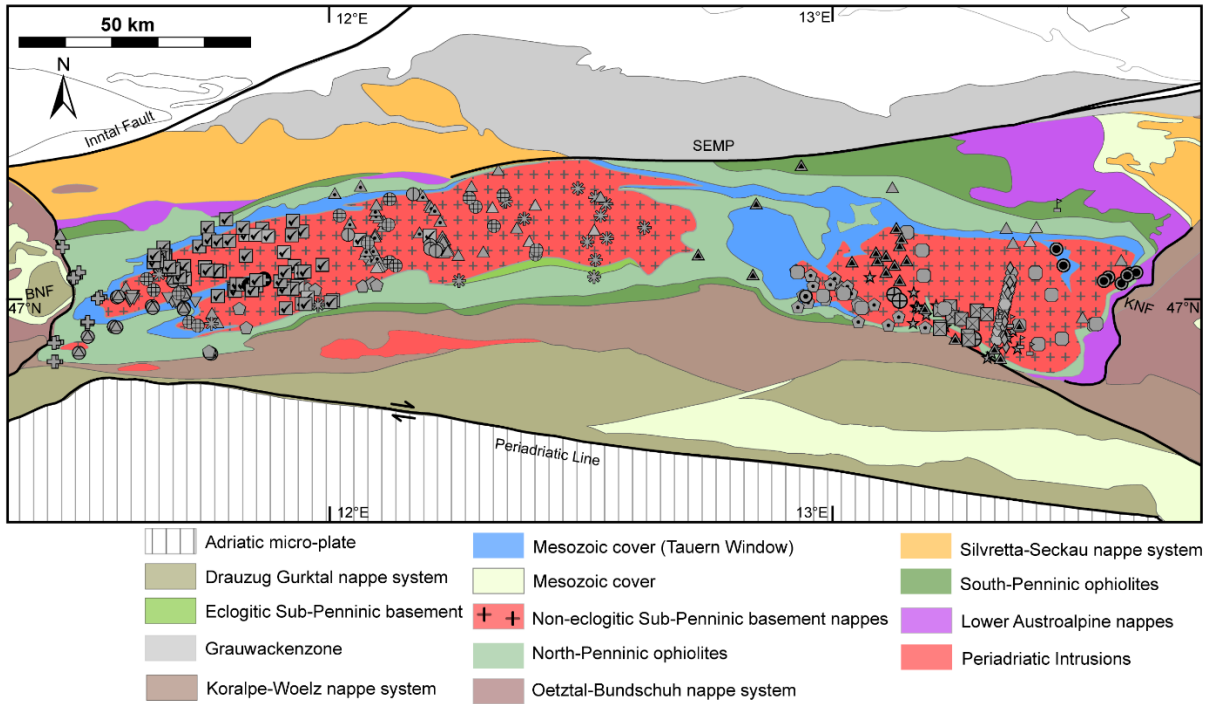 12°E
13°E
50 km
N
Inntal Fault
SEMP
BNF
47°N
47°N
KNF
Periadriatic Line
12°E
13°E
Adriatic micro-plate
Drauzug Gurktal nappe system
Eclogitic Sub-Penninic basement
Grauwackenzone
Koralpe-Woelz nappe system
Mesozoic cover (Tauern Window)
Mesozoic cover
Non-eclogitic Sub-Penninic basement nappes
North-Penninic ophiolites
Oetztal-Bundschuh nappe system
Silvretta-Seckau nappe system
South-Penninic ophiolites
Lower Austroalpine nappes
Periadriatic Intrusions